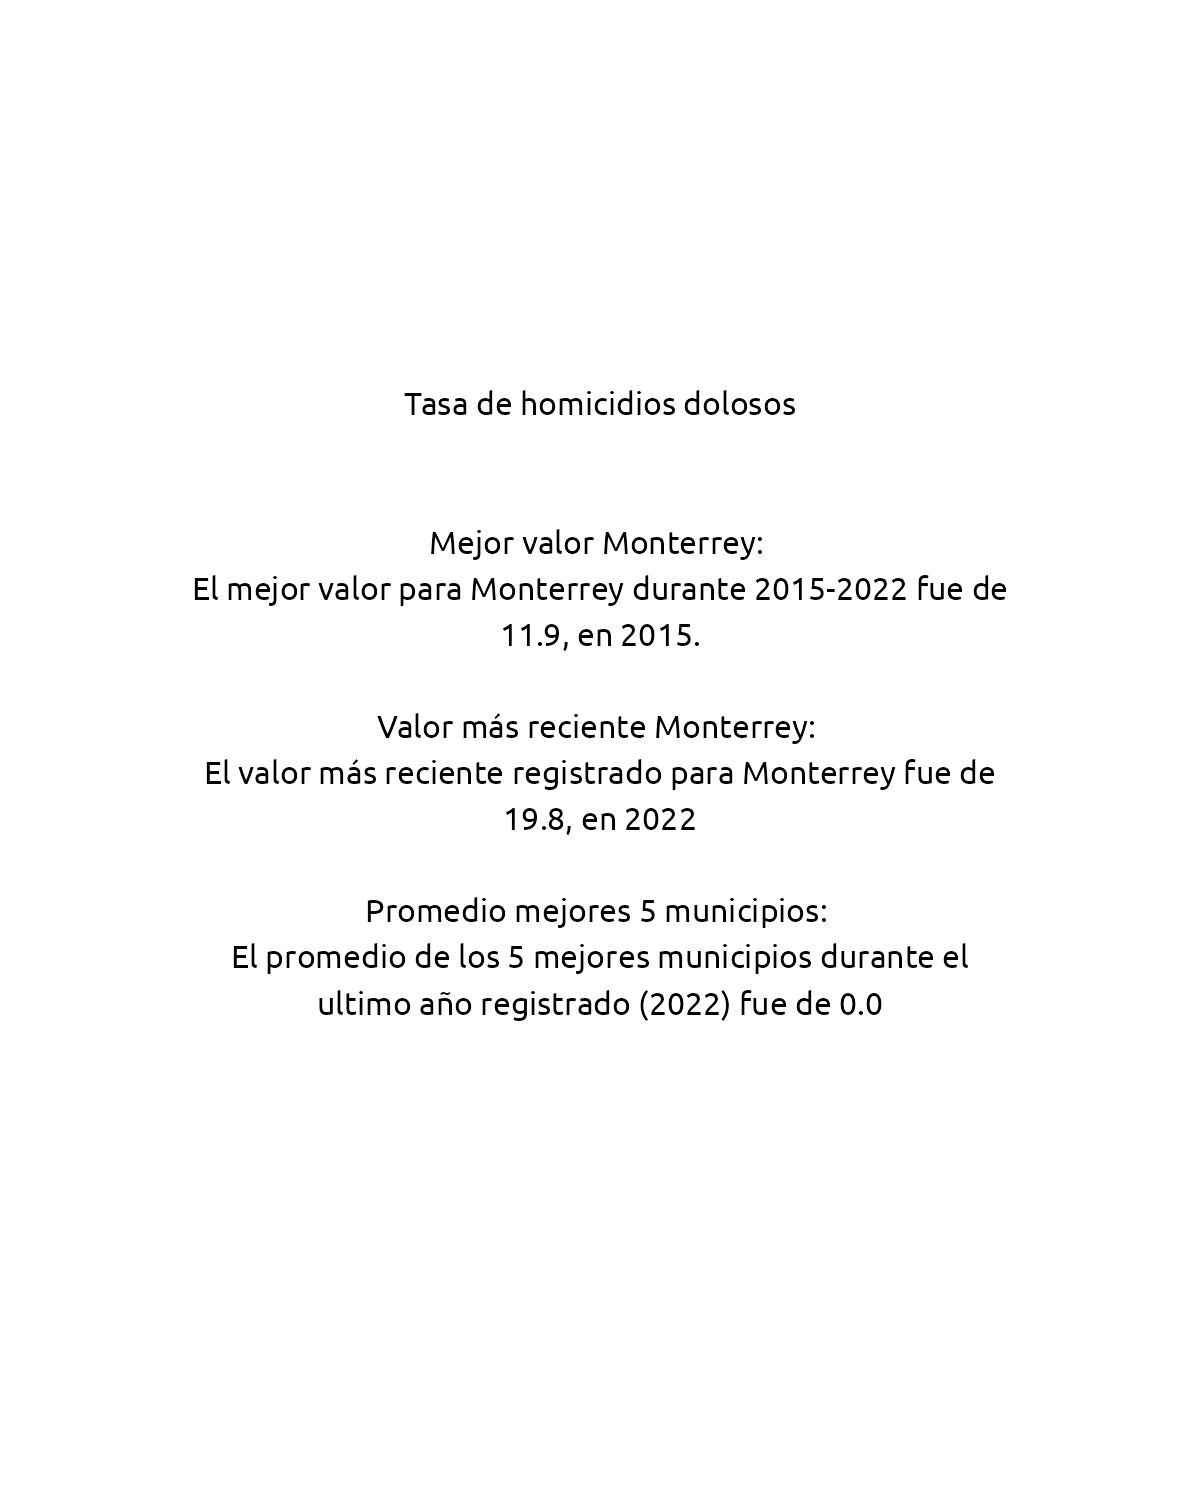 Tasa de homicidios dolosos
Mejor valor Monterrey:
El mejor valor para Monterrey durante 2015-2022 fue de
11.9, en 2015.
Valor más reciente Monterrey:
El valor más reciente registrado para Monterrey fue de
19.8, en 2022
Promedio mejores 5 municipios:
El promedio de los 5 mejores municipios durante el
ultimo año registrado (2022) fue de 0.0